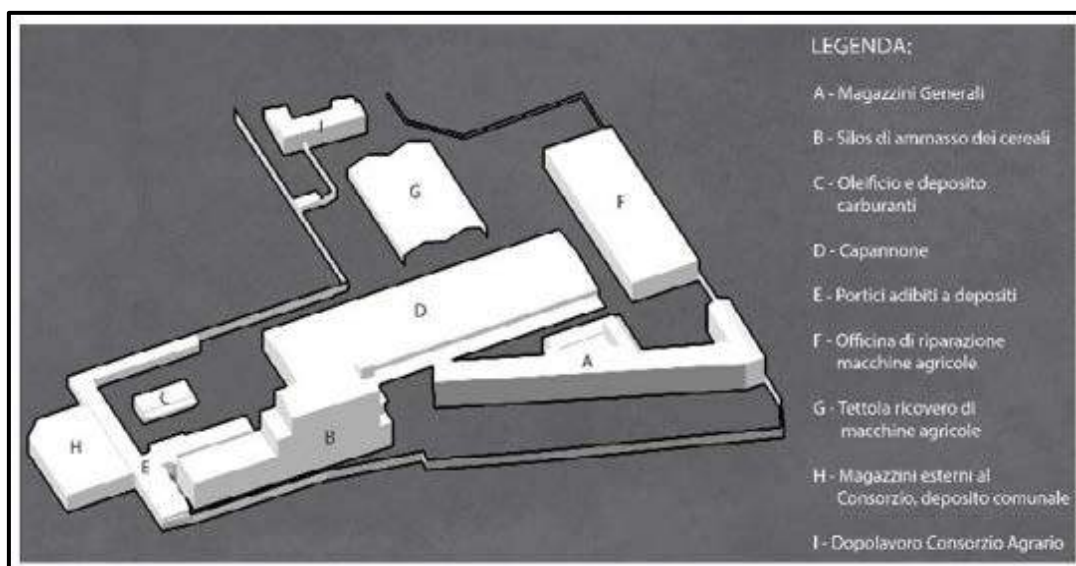 LEGENDA:
A - Magazzini Generali
B - Silos di ammasso dei cereali
C - Oleificio e deposito
carburanti
D - Capannone
E - Portici adibiti a depositi
F - Officina di riparazione
macchine agricole
G - Tettoia ricovero di
macchine agricole
H - Magazzini esterni al
Consorzio, deposito comunale
I - Dopolavoro Consorzio Agrario
I
G
F
D
A
C
B
H
E